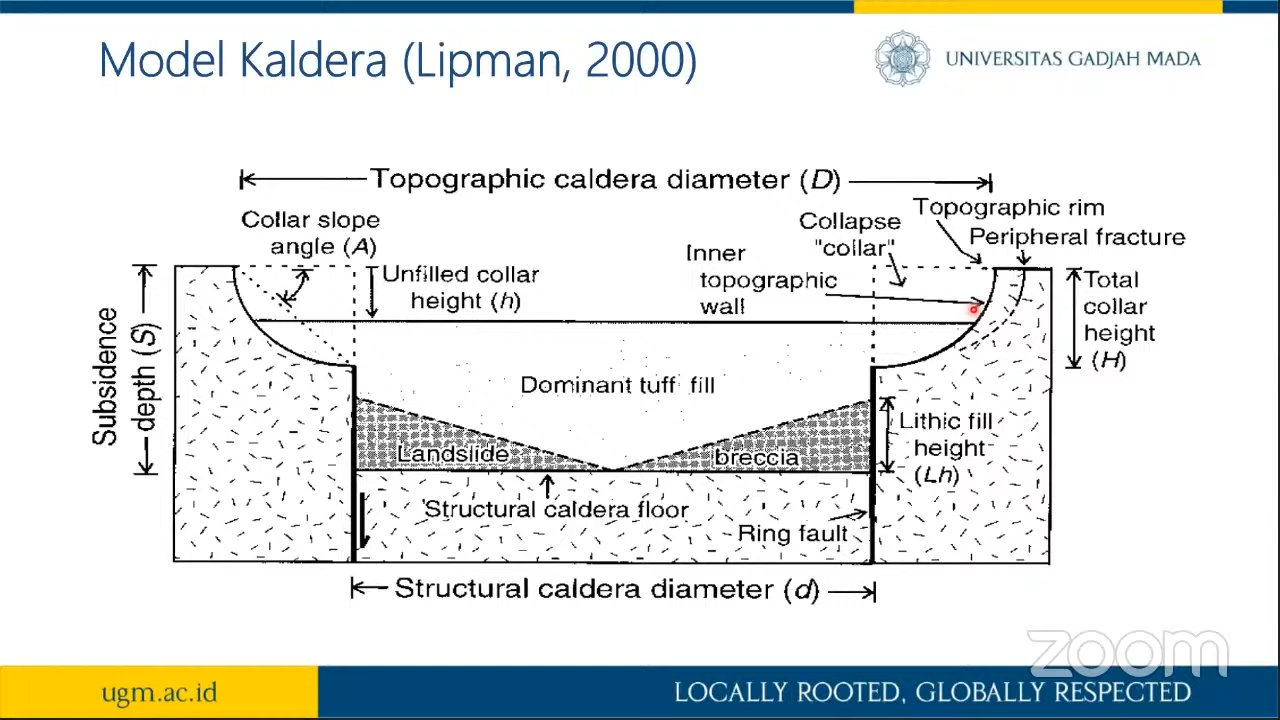 Model Kaldera (Lipman, 2000)
UNIVERSITAS GADJAH MADA
Topographic caldera diameter (D)
Collar slope
angle (A)
Unfilled collar
height (h)
Inner
topographic
wall
Collapse
"collar"
Topographic rim
Peripheral fracture
Total
collar
height
(H)
Subsidence
depth (S)
Dominant tuff fill
Landslide
breccia
Lithic fill
height
(Lh)
Structural caldera floor
Ring fault
Structural caldera diameter (d)
zoom
ugm.ac.id
LOCALLY ROOTED, GLOBALLY RESPECTED